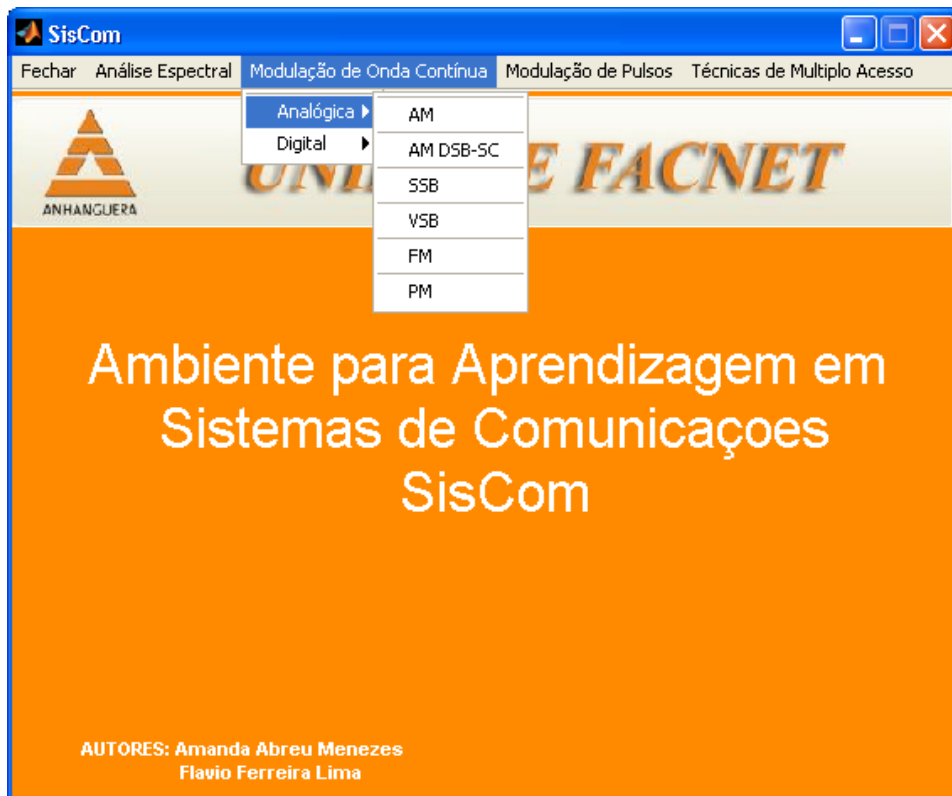 SisCom
Fechar Análise Espectral Modulação de Onda Contínua Modulação de Pulsos Técnicas de Multiplo Acesso
Analógica
Digital
AM
AM DSB-SC
SSB
VSB
FM
PM
ANHANGUERA
FACNET
Ambiente para Aprendizagem em
Sistemas de Comunicaçoes
SisCom
AUTORES: Amanda Abreu Menezes
Flavio Ferreira Lima